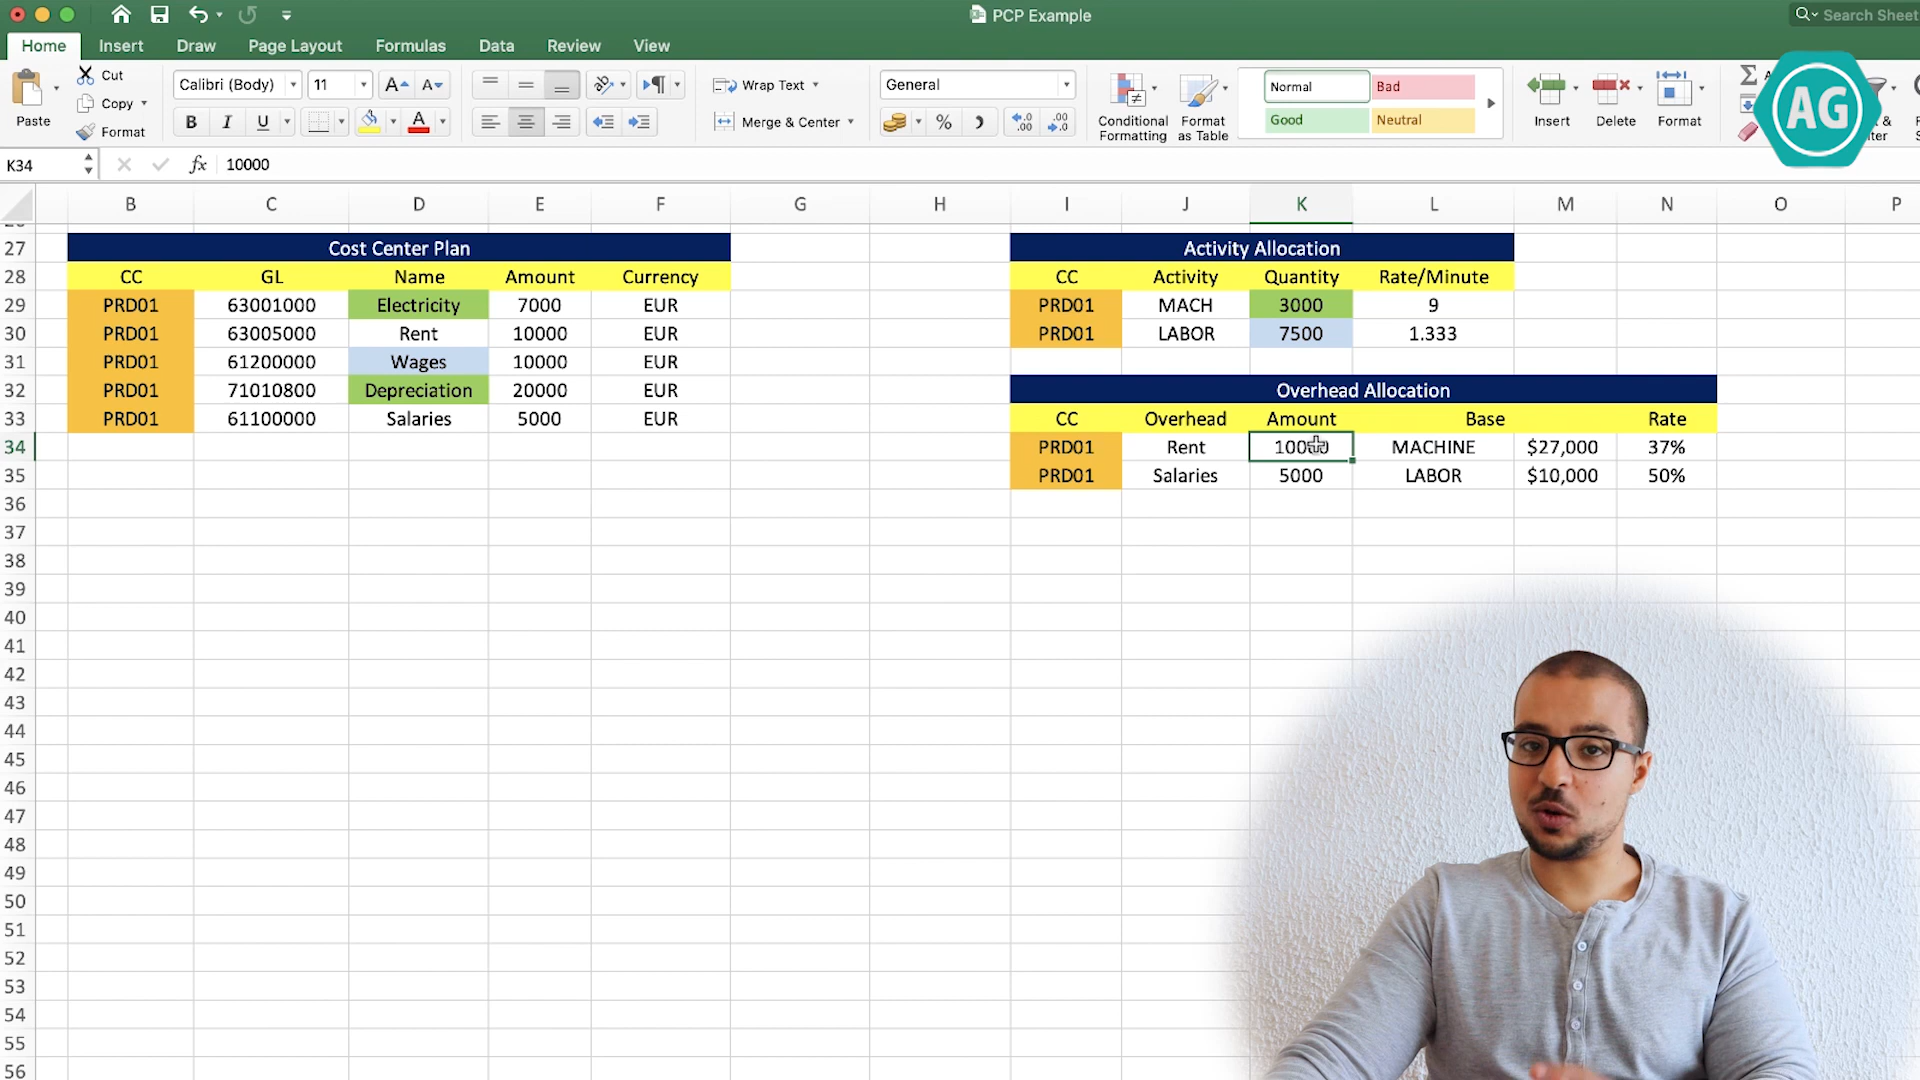 PCP Example
Search Sheet
Home Insert Draw Page Layout Formulas Data Review View
Paste
Cut
Copy
Format
Calibri (Body) 11
B I U
Wrap Text
Merge & Center
General
Conditional Formatting
Format as Table
Normal Bad
Good Neutral
Insert Delete Format
AG
K34 fx 10000
B C D E F G H I J K L M N O P
27 Cost Center Plan Activity Allocation
28 CC GL Name Amount Currency CC Activity Quantity Rate/Minute
29 PRD01 63001000 Electricity 7000 EUR PRD01 MACH 3000 9
30 PRD01 63005000 Rent 10000 EUR PRD01 LABOR 7500 1.333
31 PRD01 61200000 Wages 10000 EUR
32 PRD01 71010800 Depreciation 20000 EUR Overhead Allocation
33 PRD01 61100000 Salaries 5000 EUR CC Overhead Amount Base Rate
34 PRD01 Rent 10000 MACHINE $27,000 37%
35 PRD01 Salaries 5000 LABOR $10,000 50%
36
37
38
39
40
41
42
43
44
45
46
47
48
49
50
51
52
53
54
55
56